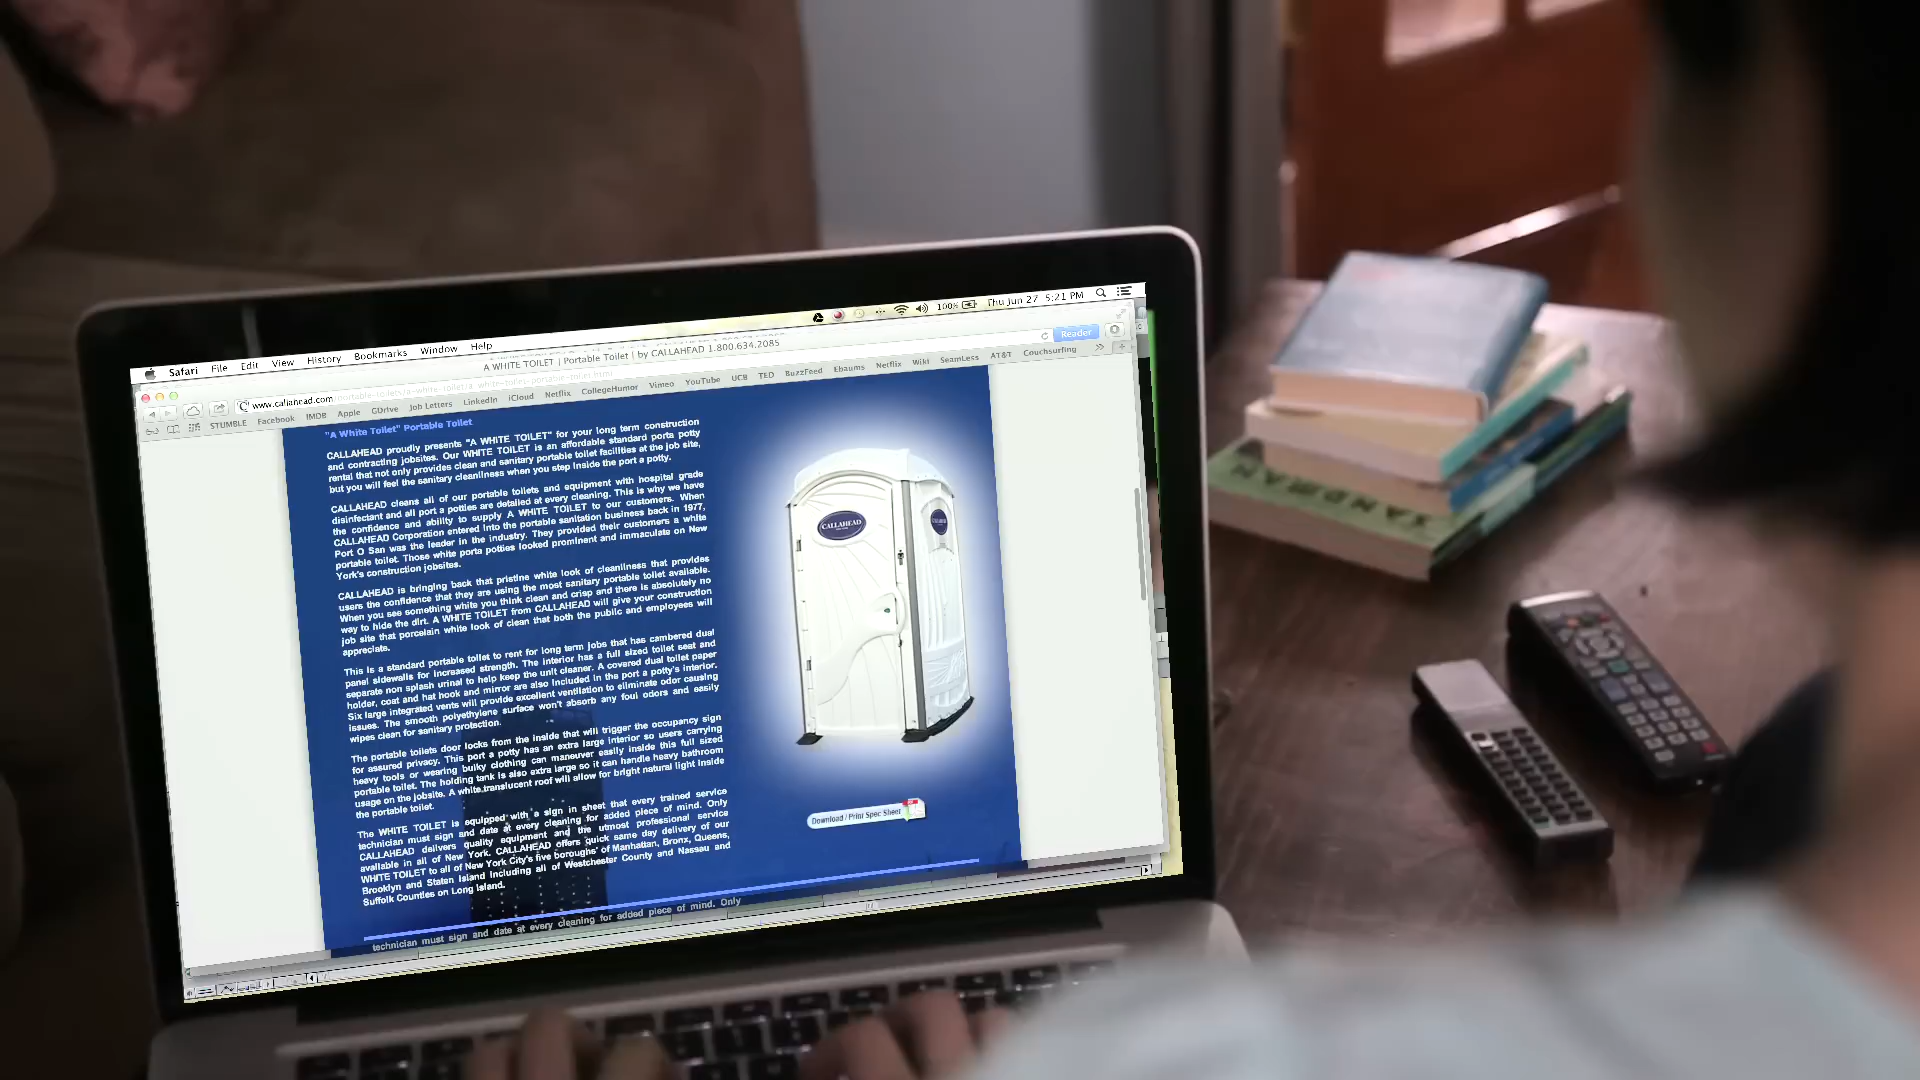 Safari File Edit View History Bookmarks Window Help
100% Thu Jun 27 5:21 PM
A WHITE TOILET | Portable Toilet | by CALLAHEAD 1.800.634.2085
www.callahead.com/portable-toilets/a-white-toilet/a_white-toilet-portable-toilet.html
Reader
STUMBLE Facebook IMDB Apple GDrive Job Letters LinkedIn iCloud Netflix CollegeHumor Vimeo YouTube UCB TED BuzzFeed Ebaums Netflix Wiki SeamLess AT&T Couchsurfing
"A White Toilet" Portable Toilet
CALLAHEAD proudly presents "A WHITE TOILET" for your long term construction
and contracting jobsites. Our WHITE TOILET is an affordable standard porta potty
rental that not only provides clean and sanitary portable toilet facilities at the job site,
but you will feel the sanitary cleanliness when you step inside the port a potty.
CALLAHEAD cleans all of our portable toilets and equipment with hospital grade
disinfectant and all port a potties are detailed at every cleaning. This is why we have
the confidence and ability to supply A WHITE TOILET to our customers. When
CALLAHEAD Corporation entered into the portable sanitation business back in 1977,
Port O San was the leader in the industry. They provided their customers a white
portable toilet. Those white porta potties looked prominent and immaculate on New
York's construction jobsites.
CALLAHEAD is bringing back that pristine white look of cleanliness that provides
users the confidence that they are using the most sanitary portable toilet available.
When you see something white you think clean and crisp and there is absolutely no
way to hide the dirt. A WHITE TOILET from CALLAHEAD will give your construction
job site that porcelain white look of clean that both the public and employees will
appreciate.
This is a standard portable toilet to rent for long term jobs that has cambered dual
panel sidewalls for increased strength. The interior has a full sized toilet seat and
separate non splash urinal to help keep the unit cleaner. A covered dual toilet paper
holder, coat and hat hook and mirror are also included in the port a potty's interior.
Six large integrated vents will provide excellent ventilation to eliminate odor causing
issues. The smooth polyethylene surface won't absorb any foul odors and easily
wipes clean for sanitary protection.
The portable toilets door locks from the inside that will trigger the occupancy sign
for assured privacy. This port a potty has an extra large interior so users carrying
heavy tools or wearing bulky clothing can maneuver easily inside this full sized
portable toilet. The holding tank is also extra large so it can handle heavy bathroom
usage on the jobsite. A white translucent roof will allow for bright natural light inside
the portable toilet.
The WHITE TOILET is equipped with a sign in sheet that every trained service
technician must sign and date at every cleaning for added piece of mind. Only
CALLAHEAD delivers quality equipment and the utmost professional service
available in all of New York. CALLAHEAD offers quick same day delivery of our
WHITE TOILET to all of New York City's five boroughs' of Manhattan, Bronx, Queens,
Brooklyn and Staten Island including all of Westchester County and Nassau and
Suffolk Counties on Long Island.
technician must sign and date at every cleaning for added piece of mind. Only
CALLAHEAD
CALLAHEAD
Download / Print Spec Sheet
SANDMAN